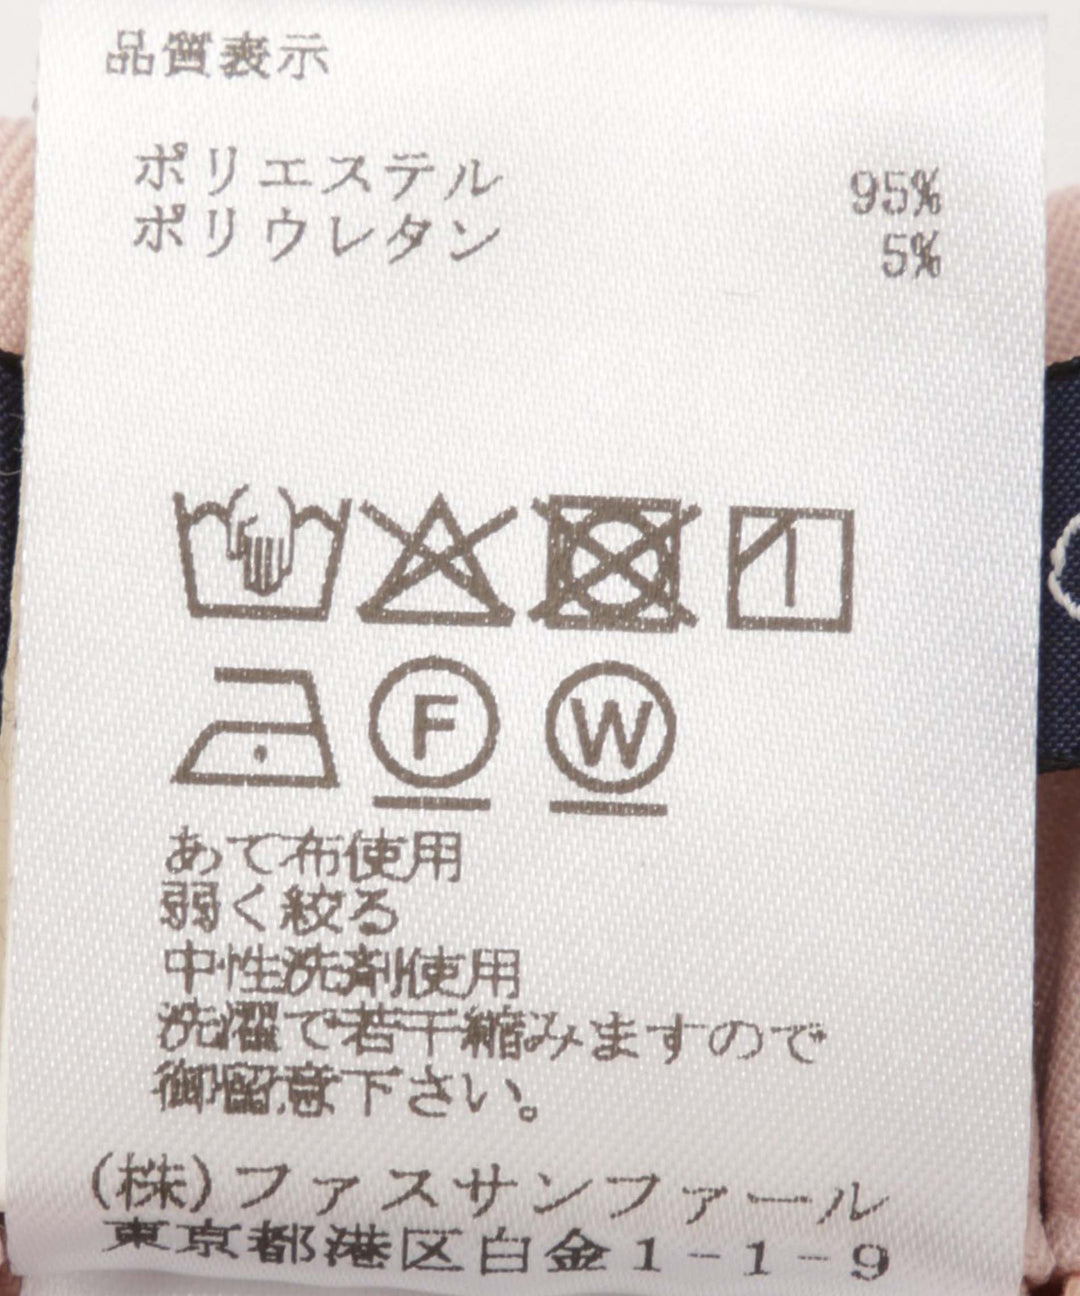 品質表示
ポリエステル 95%
ポリウレタン 5%
F W
あて布使用
弱く絞る
中性洗剤使用
洗濯で若干縮みますので
御留意下さい。
(株)ファスサンファール
東京都港区白金1-1-9